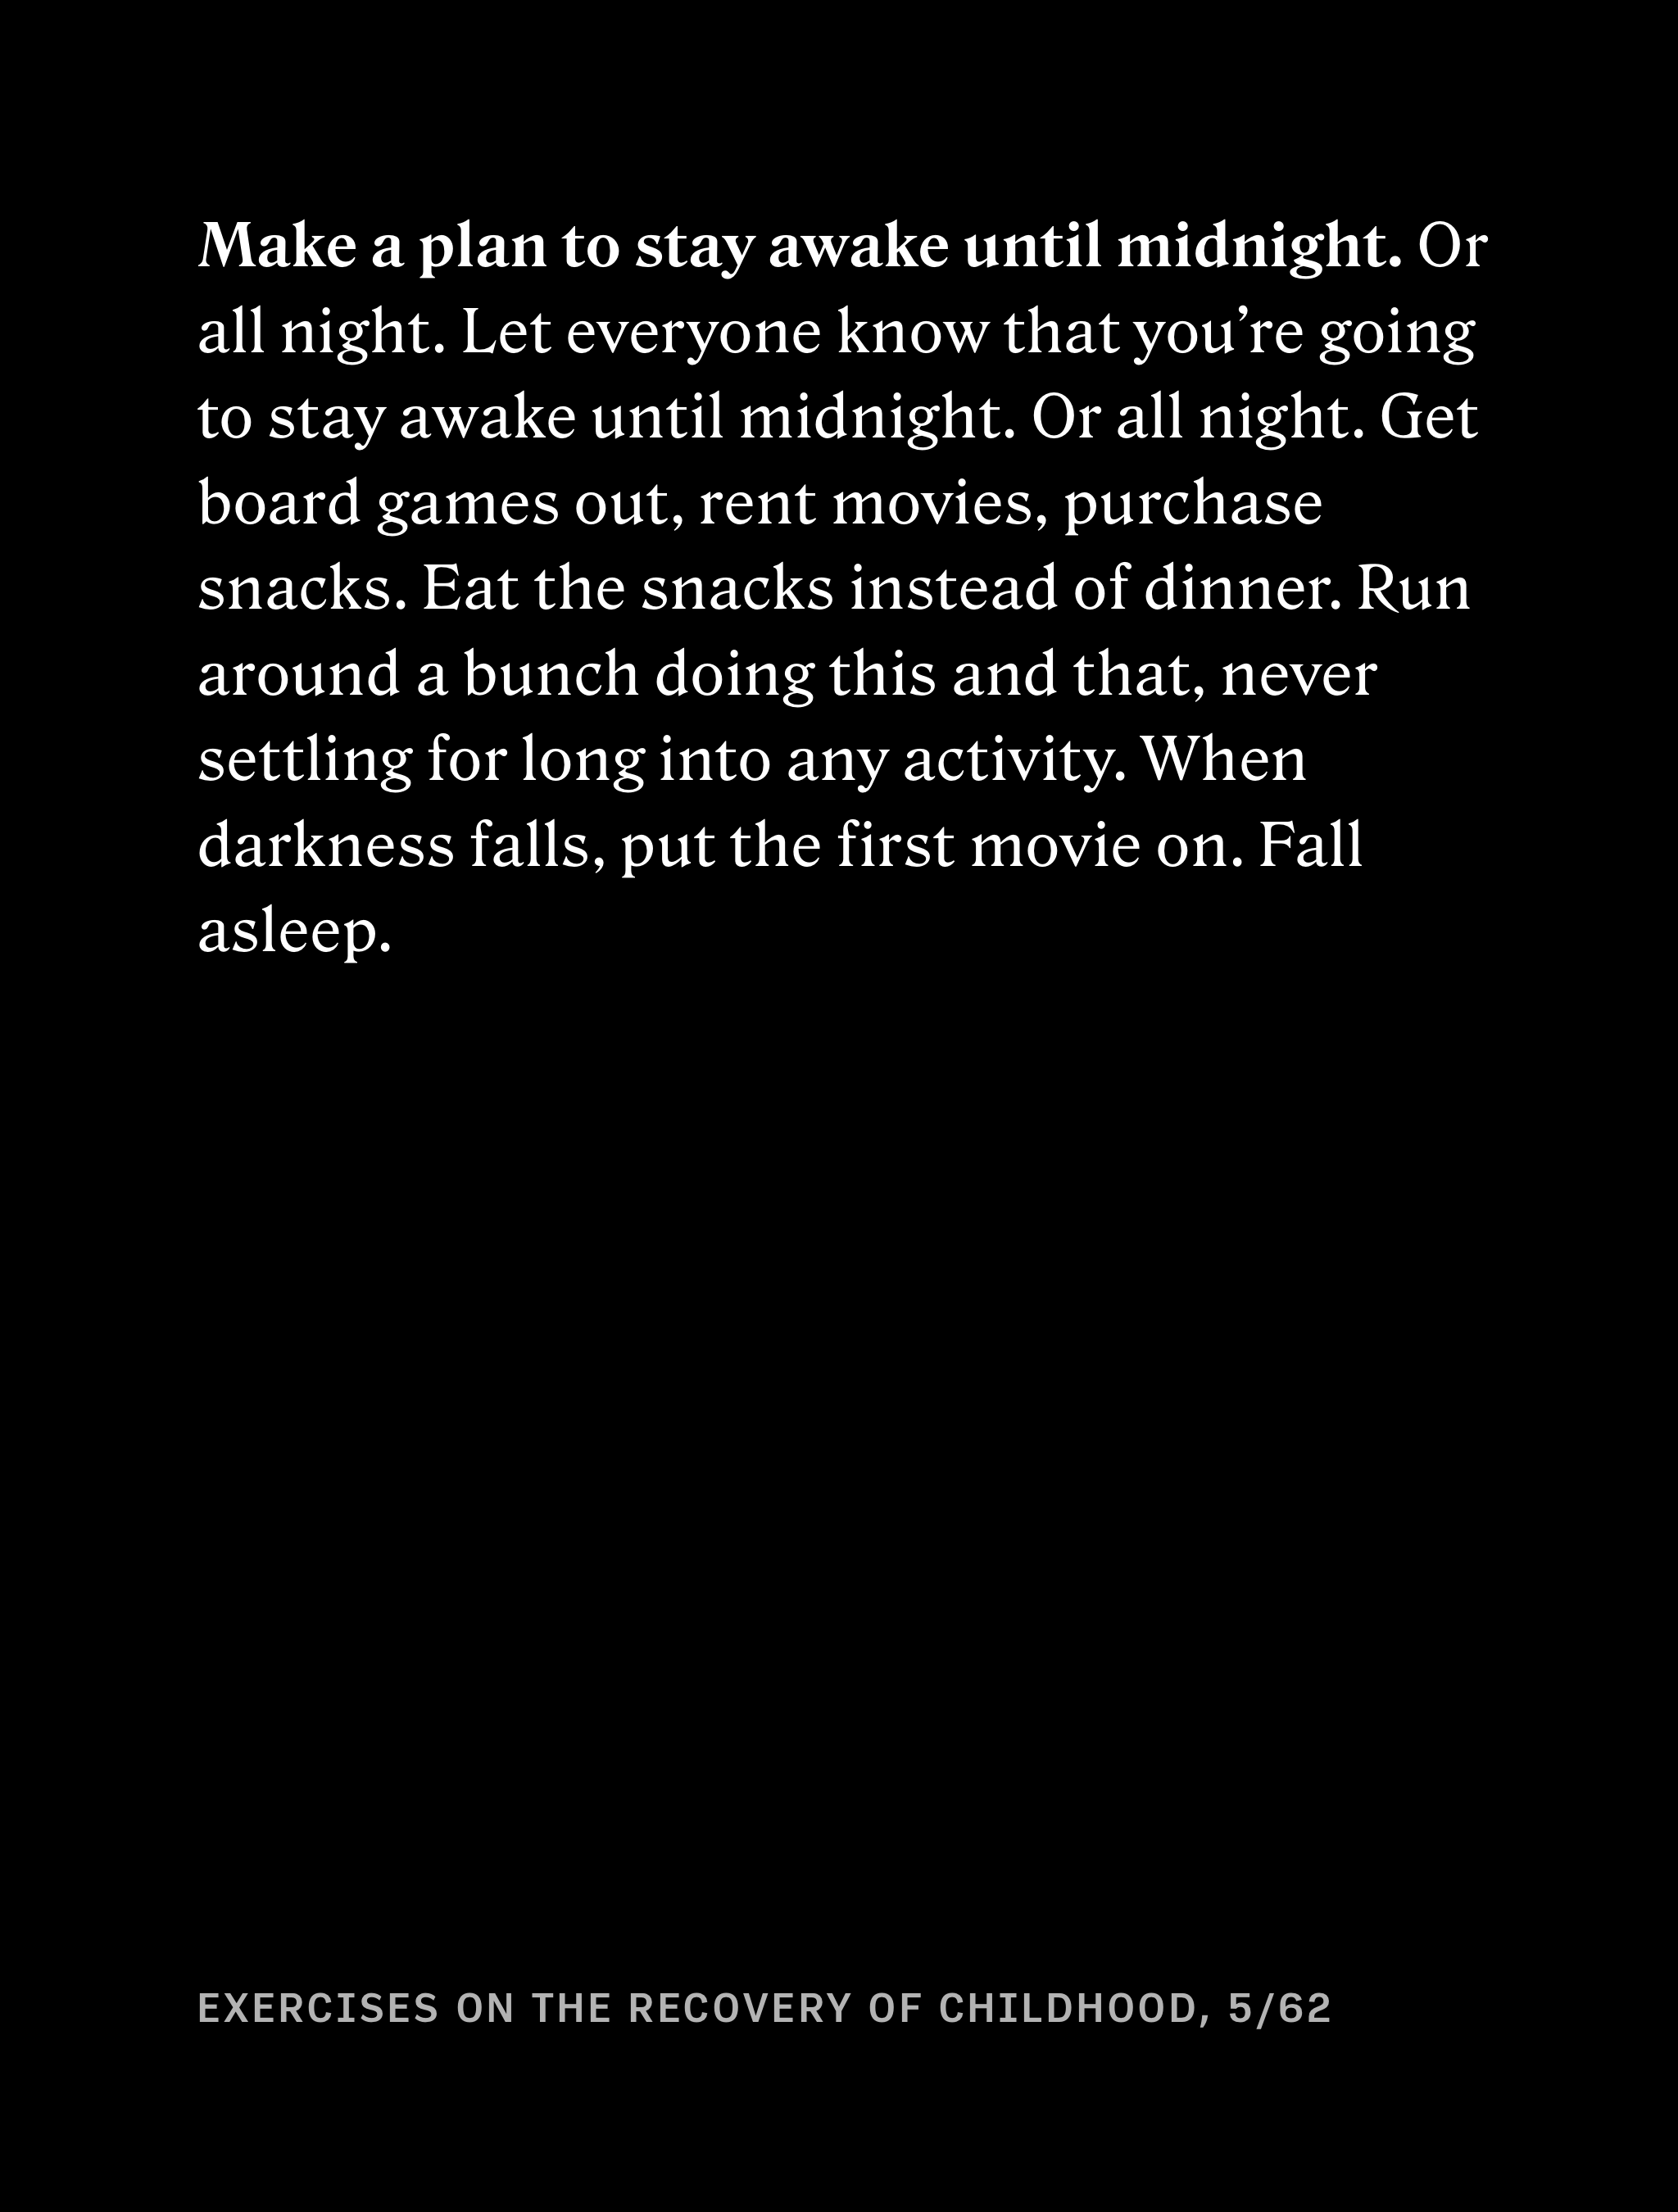 Make a plan to stay awake until midnight. Or
all night. Let everyone know that you’re going
to stay awake until midnight. Or all night. Get
board games out, rent movies, purchase
snacks. Eat the snacks instead of dinner. Run
around a bunch doing this and that, never
settling for long into any activity. When
darkness falls, put the first movie on. Fall
asleep.
EXERCISES ON THE RECOVERY OF CHILDHOOD, 5/62